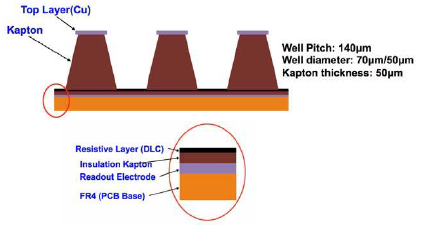 Top Layer(Cu)
Kapton
Well Pitch: 140µm
Well diameter: 70µm/50µm
Kapton thickness: 50µm
Resistive Layer (DLC)
Insulation Kapton
Readout Electrode
FR4 (PCB Base)